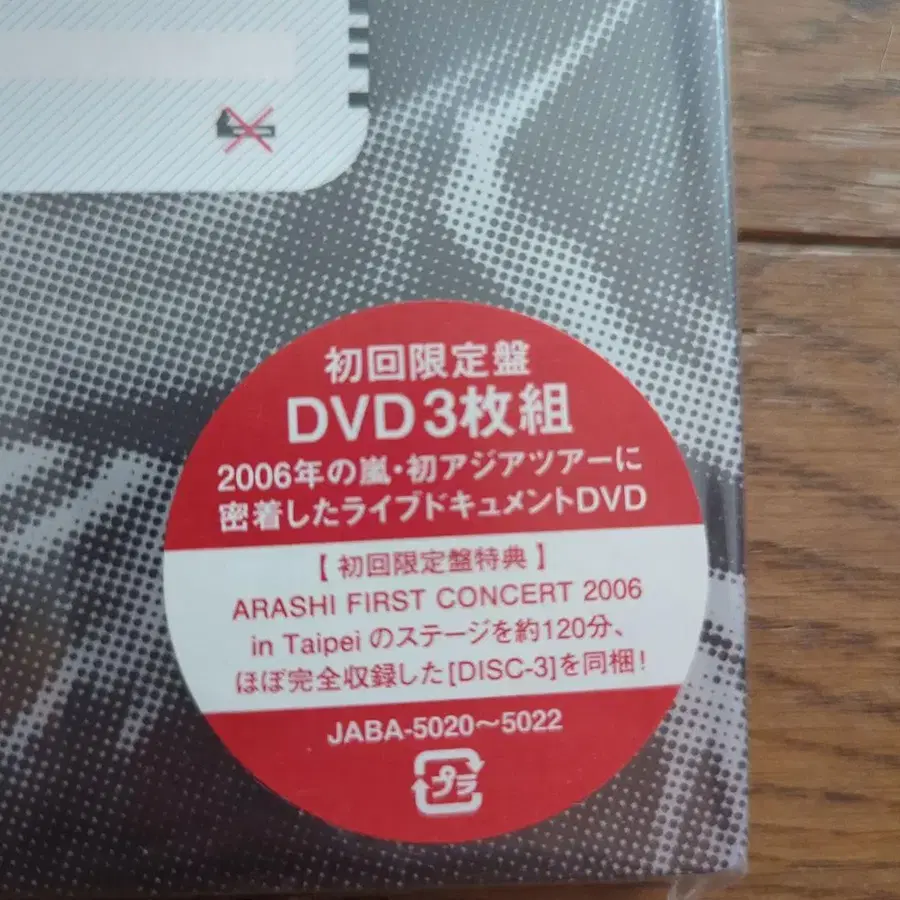 初回限定盤
DVD3枚組
2006年の嵐・初アジアツアーに
密着したライブドキュメントDVD
【初回限定盤特典】
ARASHI FIRST CONCERT 2006
in Taipei のステージを約120分、
ほぼ完全収録した[DISC-3]を同梱!
JABA-5020〜5022
プラ